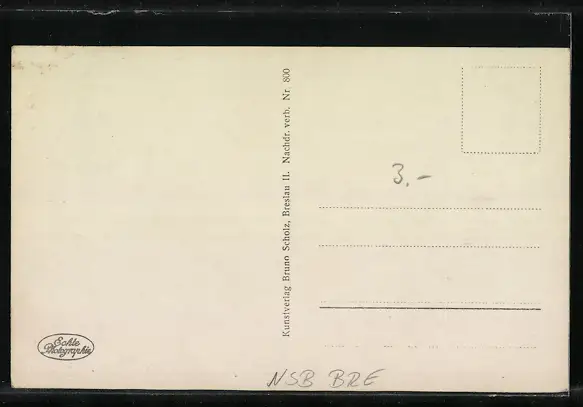 Kunstverlag Bruno Scholz, Breslau II. Nachdr. verb. Nr. 800
3.-
Echte
Photographie
NSB BRE